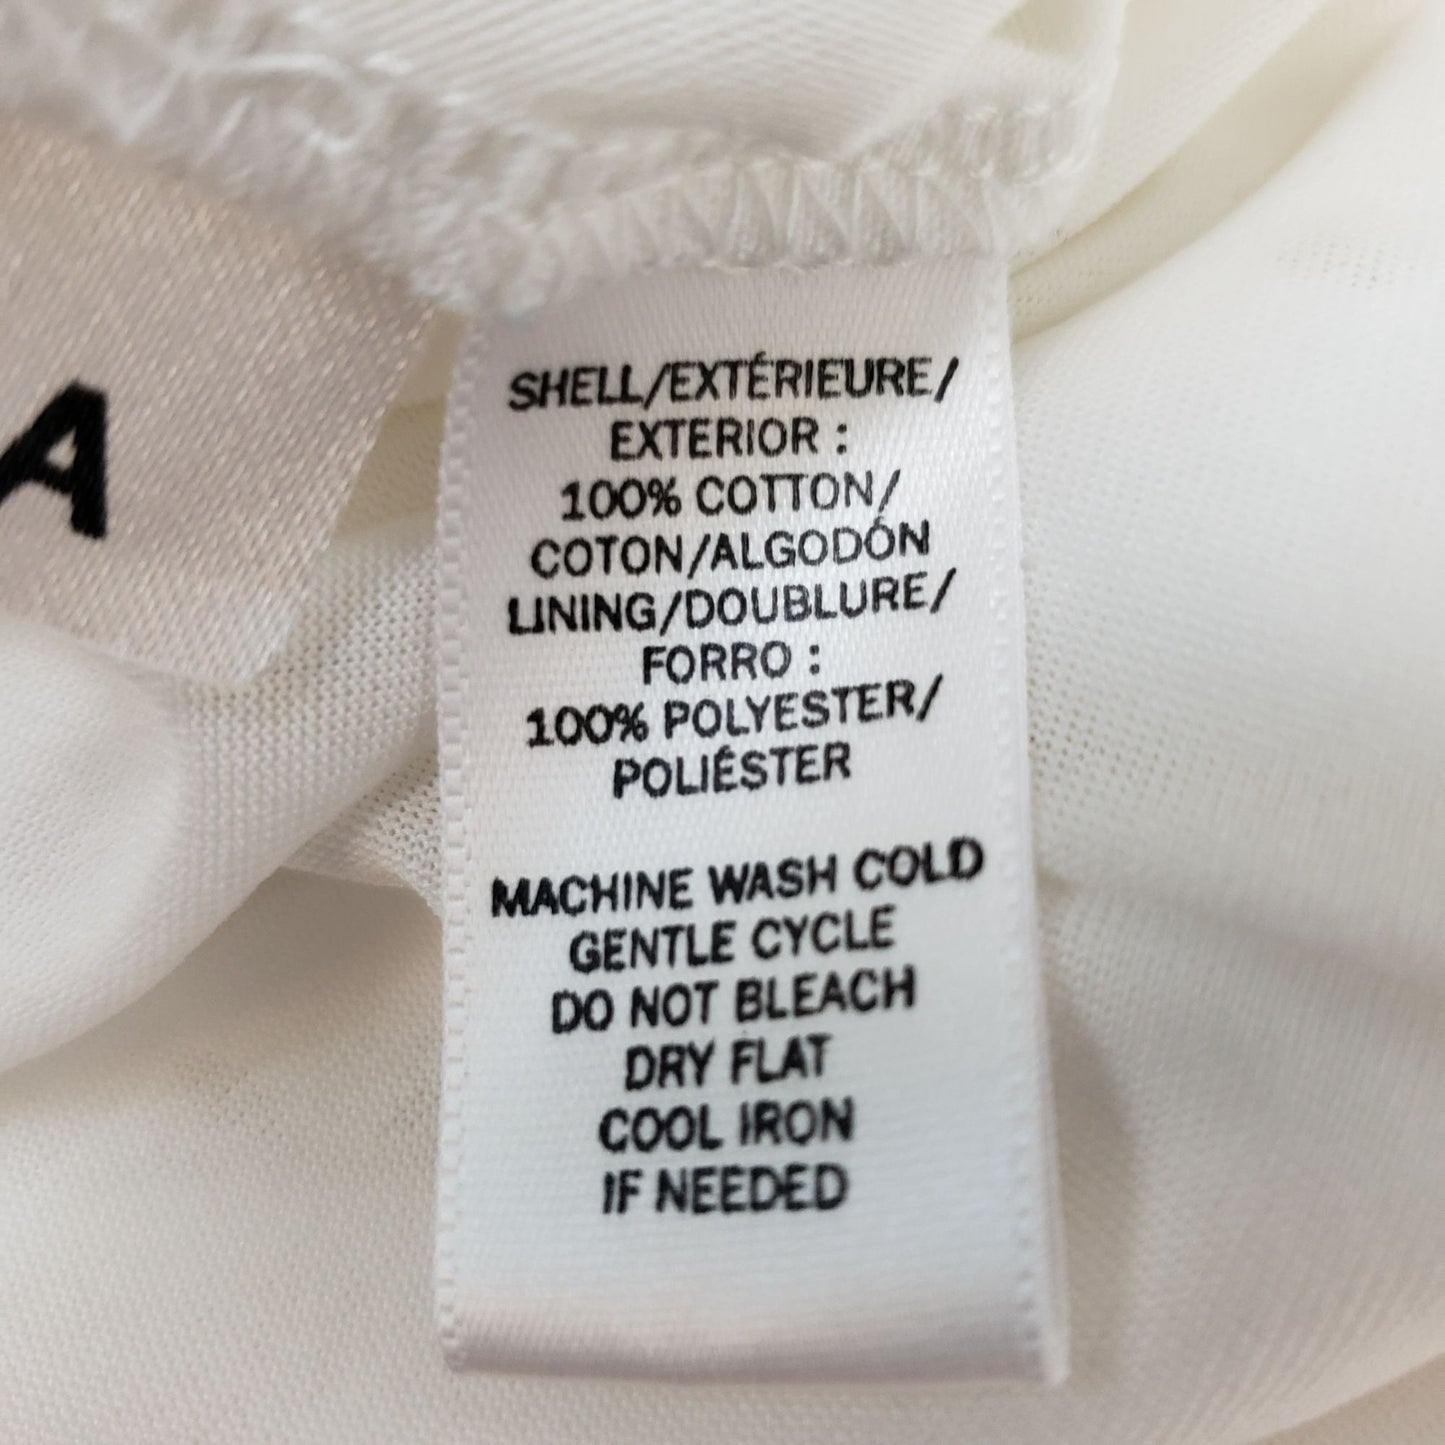 A
SHELL/EXTÉRIEURE/
EXTERIOR :
100% COTTON/
COTON/ALGODÓN
LINING/DOUBLURE/
FORRO :
100% POLYESTER/
POLIÉSTER
MACHINE WASH COLD
GENTLE CYCLE
DO NOT BLEACH
DRY FLAT
COOL IRON
IF NEEDED